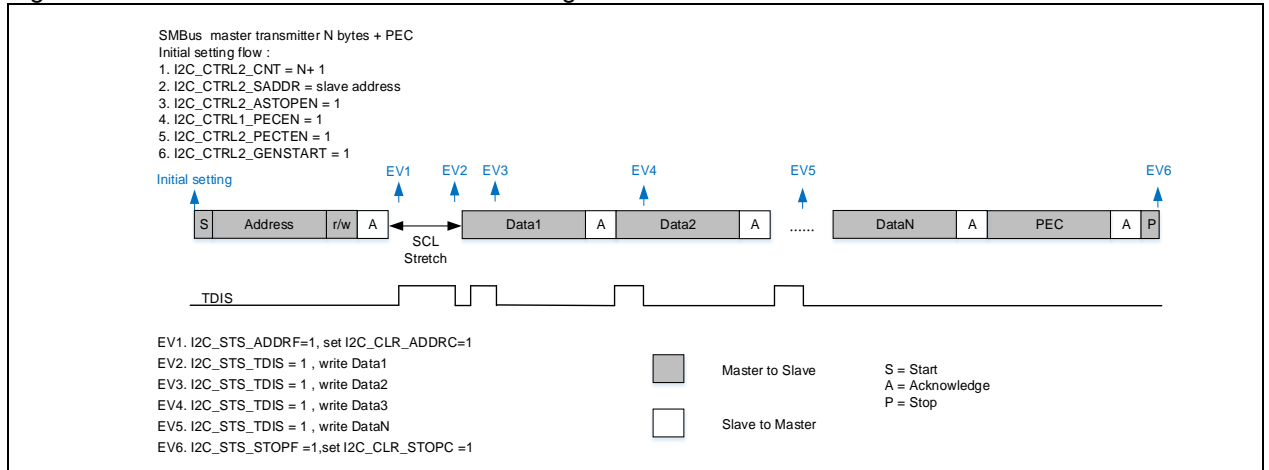 SMBus master transmitter N bytes + PEC
Initial setting flow :
1. I2C_CTRL2_CNT = N+ 1
2. I2C_CTRL2_SADDR = slave address
3. I2C_CTRL2_ASTOPEN = 1
4. I2C_CTRL1_PECEN = 1
5. I2C_CTRL2_PECTEN = 1
6. I2C_CTRL2_GENSTART = 1
Initial setting EV1 EV2 EV3 EV4 EV5 EV6
S Address r/w A Data1 A Data2 A ...... DataN A PEC A P
SCL
Stretch
TDIS
EV1. I2C_STS_ADDRF=1, set I2C_CLR_ADDRC=1
EV2. I2C_STS_TDIS = 1 , write Data1
EV3. I2C_STS_TDIS = 1 , write Data2
EV4. I2C_STS_TDIS = 1 , write Data3
EV5. I2C_STS_TDIS = 1 , write DataN
EV6. I2C_STS_STOPF =1,set I2C_CLR_STOPC =1
Master to Slave
Slave to Master
S = Start
A = Acknowledge
P = Stop